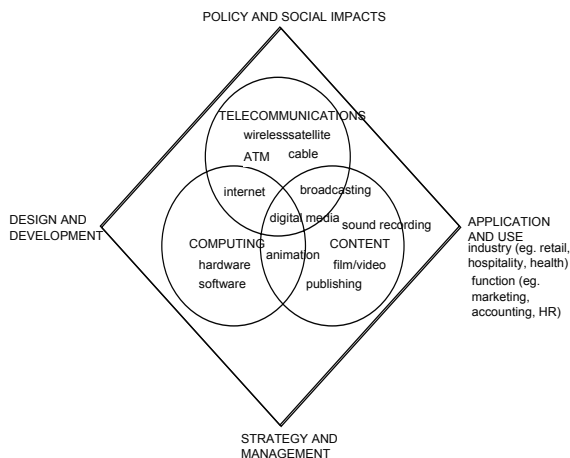 POLICY AND SOCIAL IMPACTS
TELECOMMUNICATIONS
wirelesssatellite
ATM
cable
internet
broadcasting
digital media
sound recording
DESIGN AND
DEVELOPMENT
APPLICATION
AND USE
industry (eg. retail,
hospitality, health)
function (eg.
marketing,
accounting, HR)
COMPUTING
hardware
software
animation
CONTENT
film/video
publishing
STRATEGY AND
MANAGEMENT